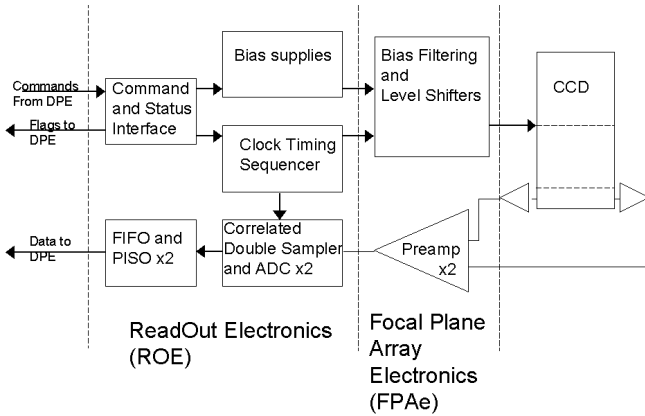 Commands
From DPE
Flags to
DPE
Command
and Status
Interface
Bias supplies
Clock Timing
Sequencer
Bias Filtering
and
Level Shifters
CCD
Data to
DPE
FIFO and
PISO x2
Correlated
Double Sampler
and ADC x2
Preamp
x2
ReadOut Electronics
(ROE)
Focal Plane
Array
Electronics
(FPAe)